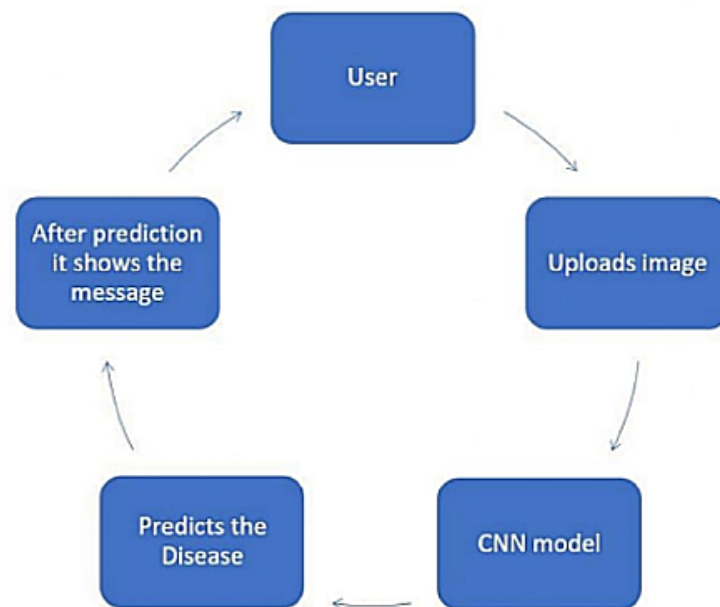 User
Uploads image
CNN model
Predicts the
Disease
After prediction
it shows the
message